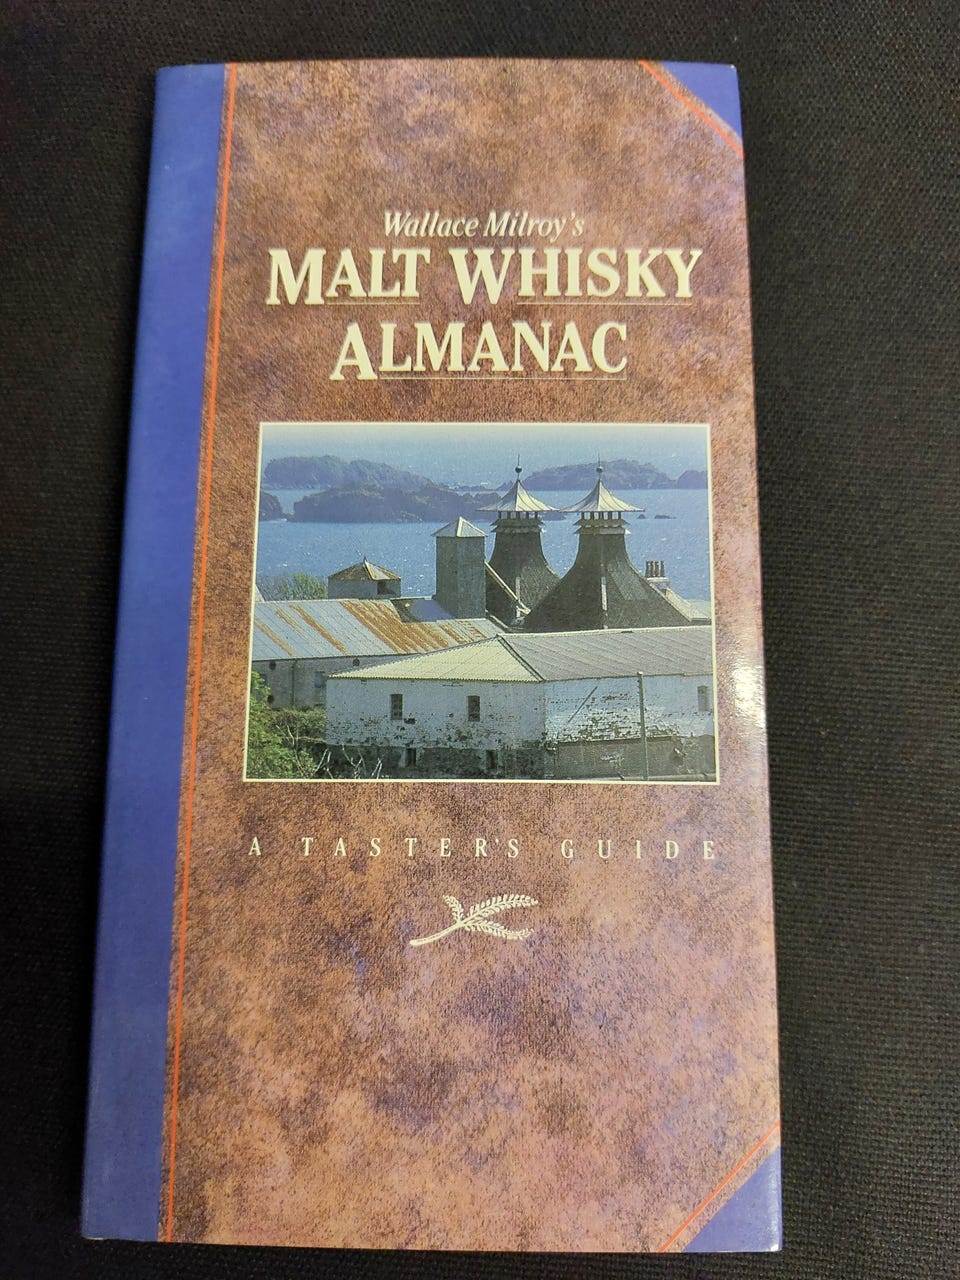 Wallace Milroy's
MALT WHISKY
ALMANAC
A TASTER'S GUIDE